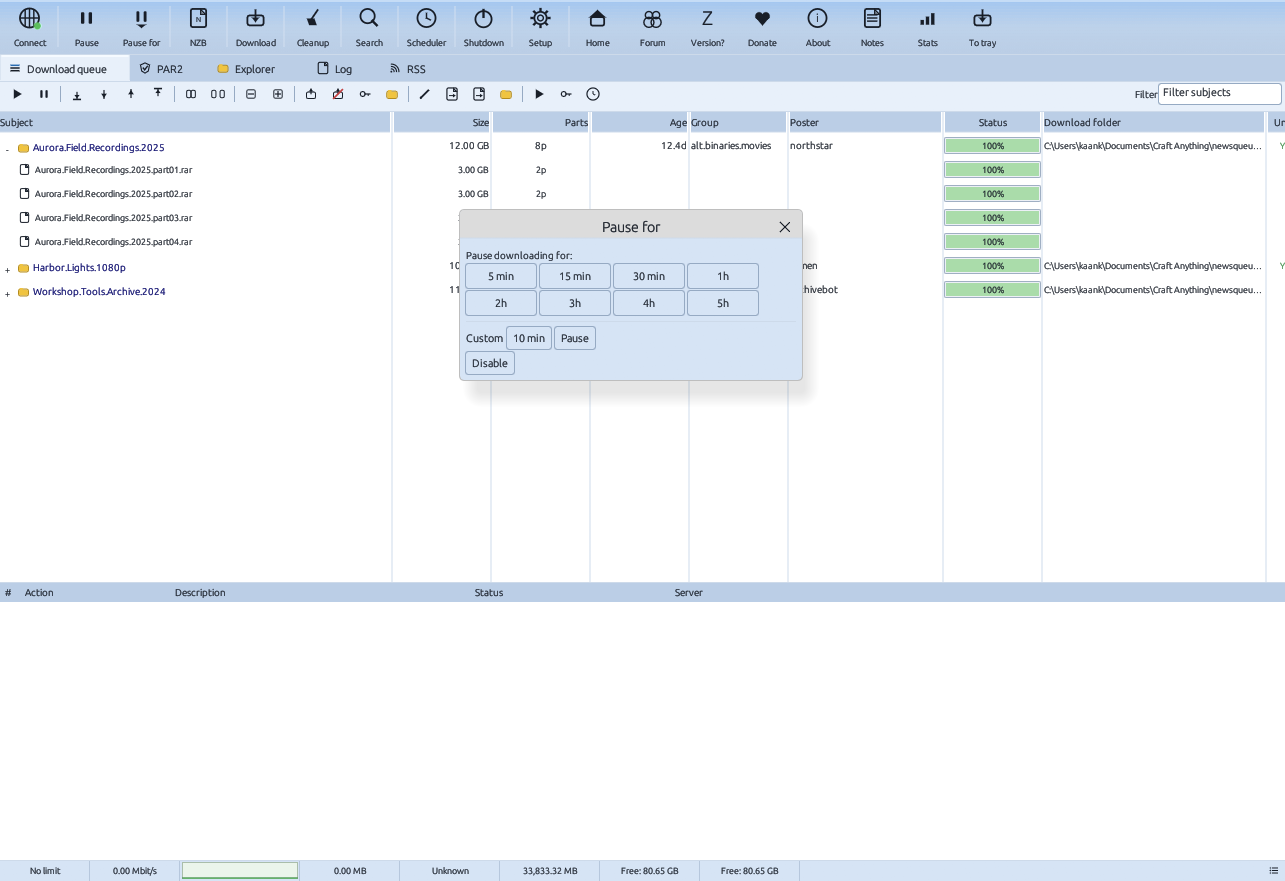 Connect Pause Pause for NZB Download Cleanup Search Scheduler Shutdown Setup Home Forum Version? Donate About Notes Stats To tray
Download queue PAR2 Explorer Log RSS
Filter Filter subjects
Subject Size Parts Age Group Poster Status Download folder
- Aurora.Field.Recordings.2025 12.00 GB 8p 12.4d alt.binaries.movies northstar 100% C:\Users\kaank\Documents\Craft Anything\newsqueu...
Aurora.Field.Recordings.2025.part01.rar 3.00 GB 2p 100%
Aurora.Field.Recordings.2025.part02.rar 3.00 GB 2p 100%
Aurora.Field.Recordings.2025.part03.rar 100%
Aurora.Field.Recordings.2025.part04.rar 100%
+ Harbor.Lights.1080p 10 100% C:\Users\kaank\Documents\Craft Anything\newsqueu...
+ Workshop.Tools.Archive.2024 11 hivebot 100% C:\Users\kaank\Documents\Craft Anything\newsqueu...
Pause for
Pause downloading for:
5 min 15 min 30 min 1h
2h 3h 4h 5h
Custom 10 min Pause
Disable
# Action Description Status Server
No limit 0.00 Mbit/s 0.00 MB Unknown 33,833.32 MB Free: 80.65 GB Free: 80.65 GB